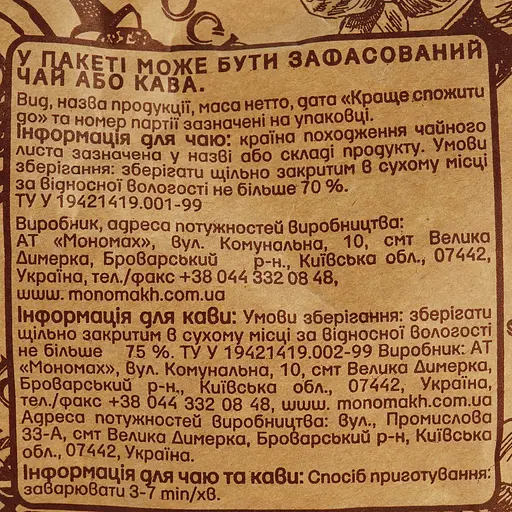 У ПАКЕТІ МОЖЕ БУТИ ЗАФАСОВАНИЙ
ЧАЙ АБО КАВА.
Вид, назва продукції, маса нетто, дата «Краще спожити
до» та номер партії зазначені на упаковці.
Інформація для чаю: країна походження чайного
листа зазначена у назві або складі продукту. Умови
зберігання: зберігати щільно закритим в сухому місці
за відносної вологості не більше 70 %.
ТУ У 19421419.001-99
Виробник, адреса потужностей виробництва:
АТ «Мономах», вул. Комунальна, 10, смт Велика
Димерка, Броварський р-н., Київська обл., 07442,
Україна, тел./факс +38 044 332 08 48,
www. monomakh.com.ua
Інформація для кави: Умови зберігання: зберігати
щільно закритим в сухому місці за відносної вологості
не більше 75 %. ТУ У 19421419.002-99 Виробник: АТ
«Мономах», вул. Комунальна, 10, смт Велика Димерка,
Броварський р-н, Київська обл., 07442, Україна,
тел./факс +38 044 332 08 48, www. monomakh.com.ua
Адреса потужностей виробництва: вул., Промислова
33-А, смт Велика Димерка, Броварський р-н, Київська
обл., 07442, Україна.
Інформація для чаю та кави: Спосіб приготування:
заварювати 3-7 min/хв.